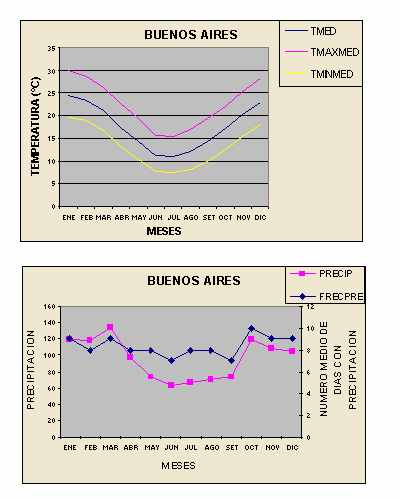 BUENOS AIRES
TMED
TMAXMED
TMINMED
TEMPERATURA (ºC)
35
30
25
20
15
10
5
0
ENE FEB MAR ABR MAY JUN JUL AGO SET OCT NOV DIC
MESES
BUENOS AIRES
PRECIP
FRECPRE
PRECIPITACION
160
140
120
100
80
60
40
20
0
12
10
8
6
4
2
0
NUMERO MEDIO DE
DIAS CON
PRECIPITACION
ENE FEB MAR ABR MAY JUN JUL AGO SET OCT NOV DIC
MESES